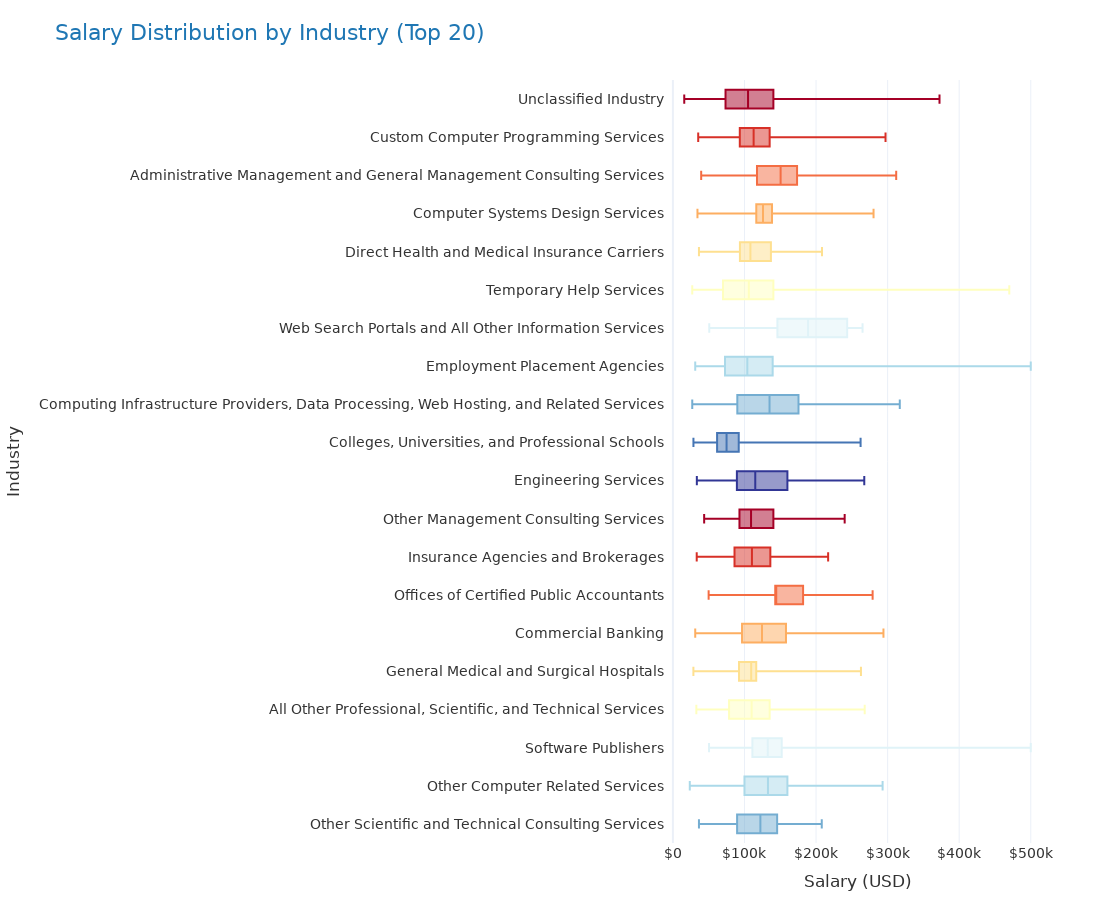 Salary Distribution by Industry (Top 20)
Unclassified Industry
Custom Computer Programming Services
Administrative Management and General Management Consulting Services
Computer Systems Design Services
Direct Health and Medical Insurance Carriers
Temporary Help Services
Web Search Portals and All Other Information Services
Employment Placement Agencies
Computing Infrastructure Providers, Data Processing, Web Hosting, and Related Services
Colleges, Universities, and Professional Schools
Engineering Services
Other Management Consulting Services
Insurance Agencies and Brokerages
Offices of Certified Public Accountants
Commercial Banking
General Medical and Surgical Hospitals
All Other Professional, Scientific, and Technical Services
Software Publishers
Other Computer Related Services
Other Scientific and Technical Consulting Services
Industry
$0 $100k $200k $300k $400k $500k
Salary (USD)